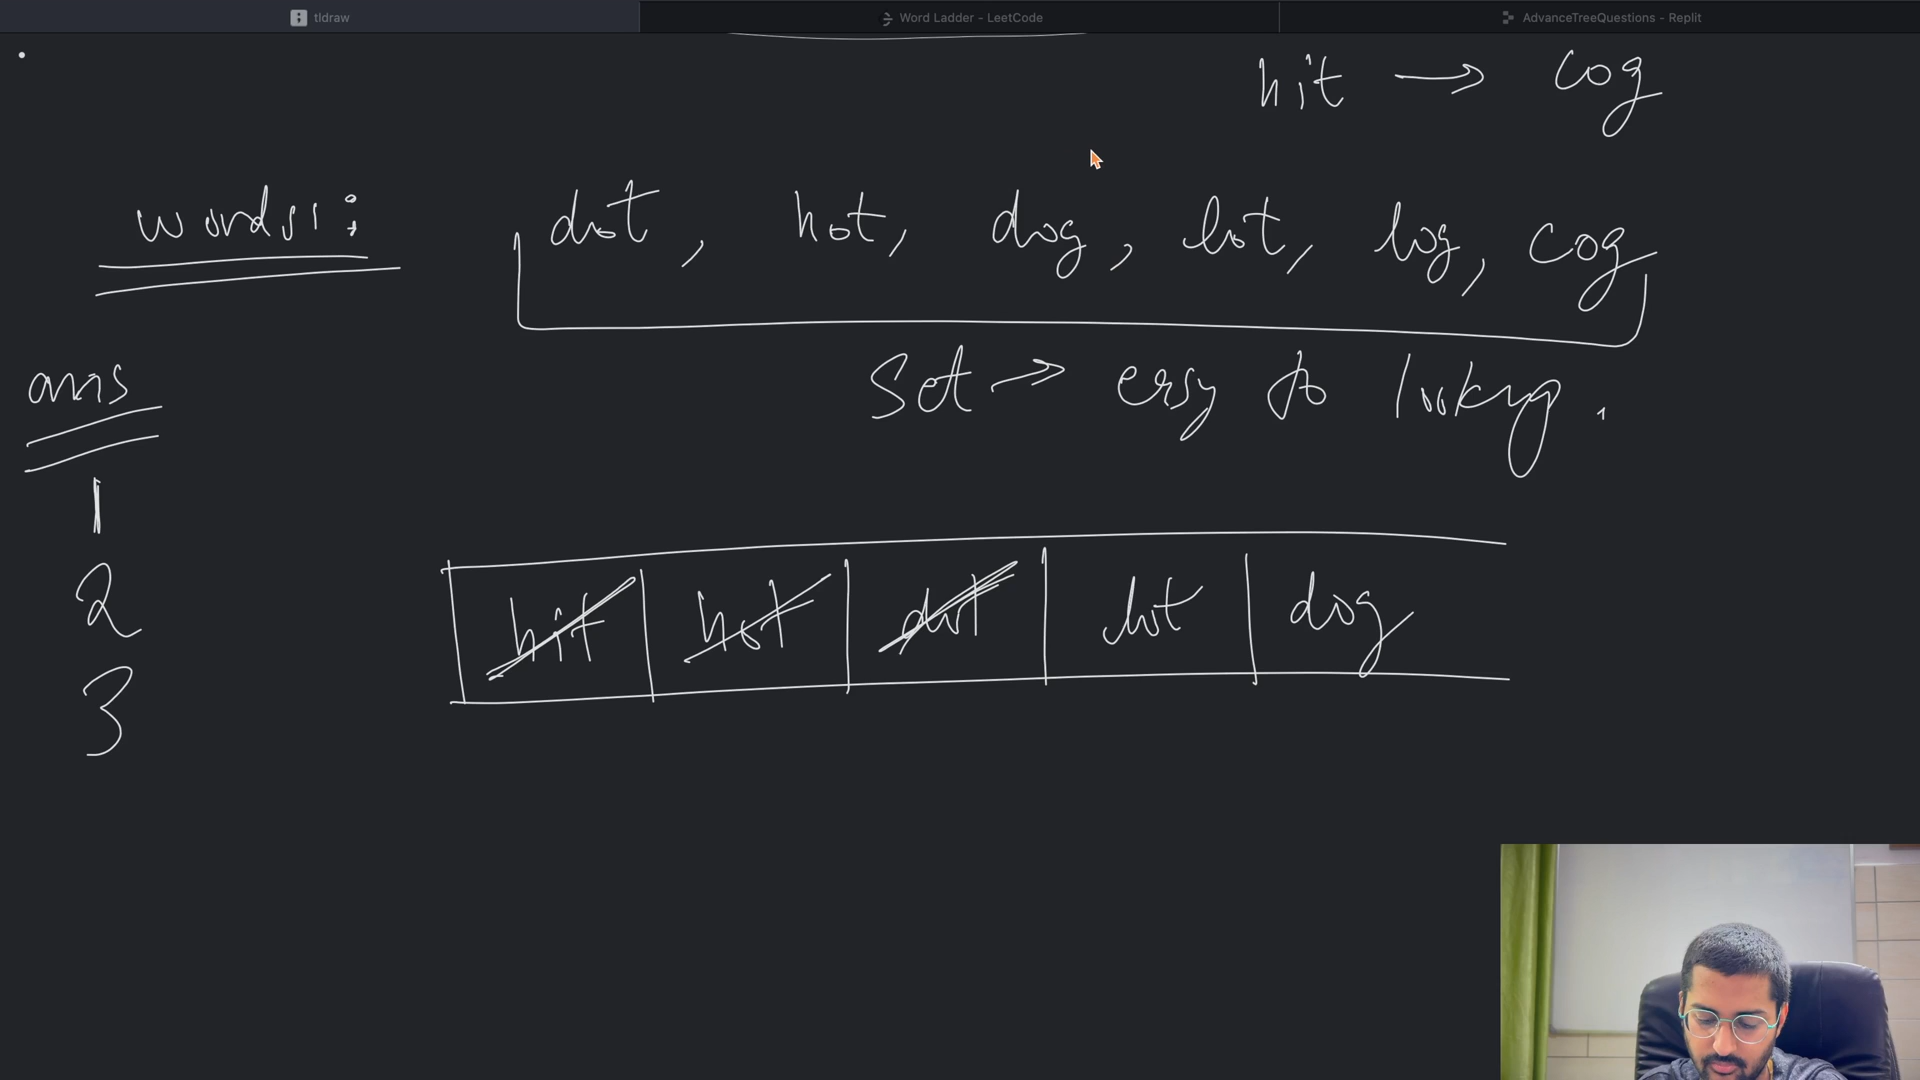 tldraw Word Ladder - LeetCode AdvanceTreeQuestions - Replit
hit → cog
words: dot, hot, dog, lot, log, cog
Set → easy to lookup.
ans
1
2
3
hit hot dot lot dog